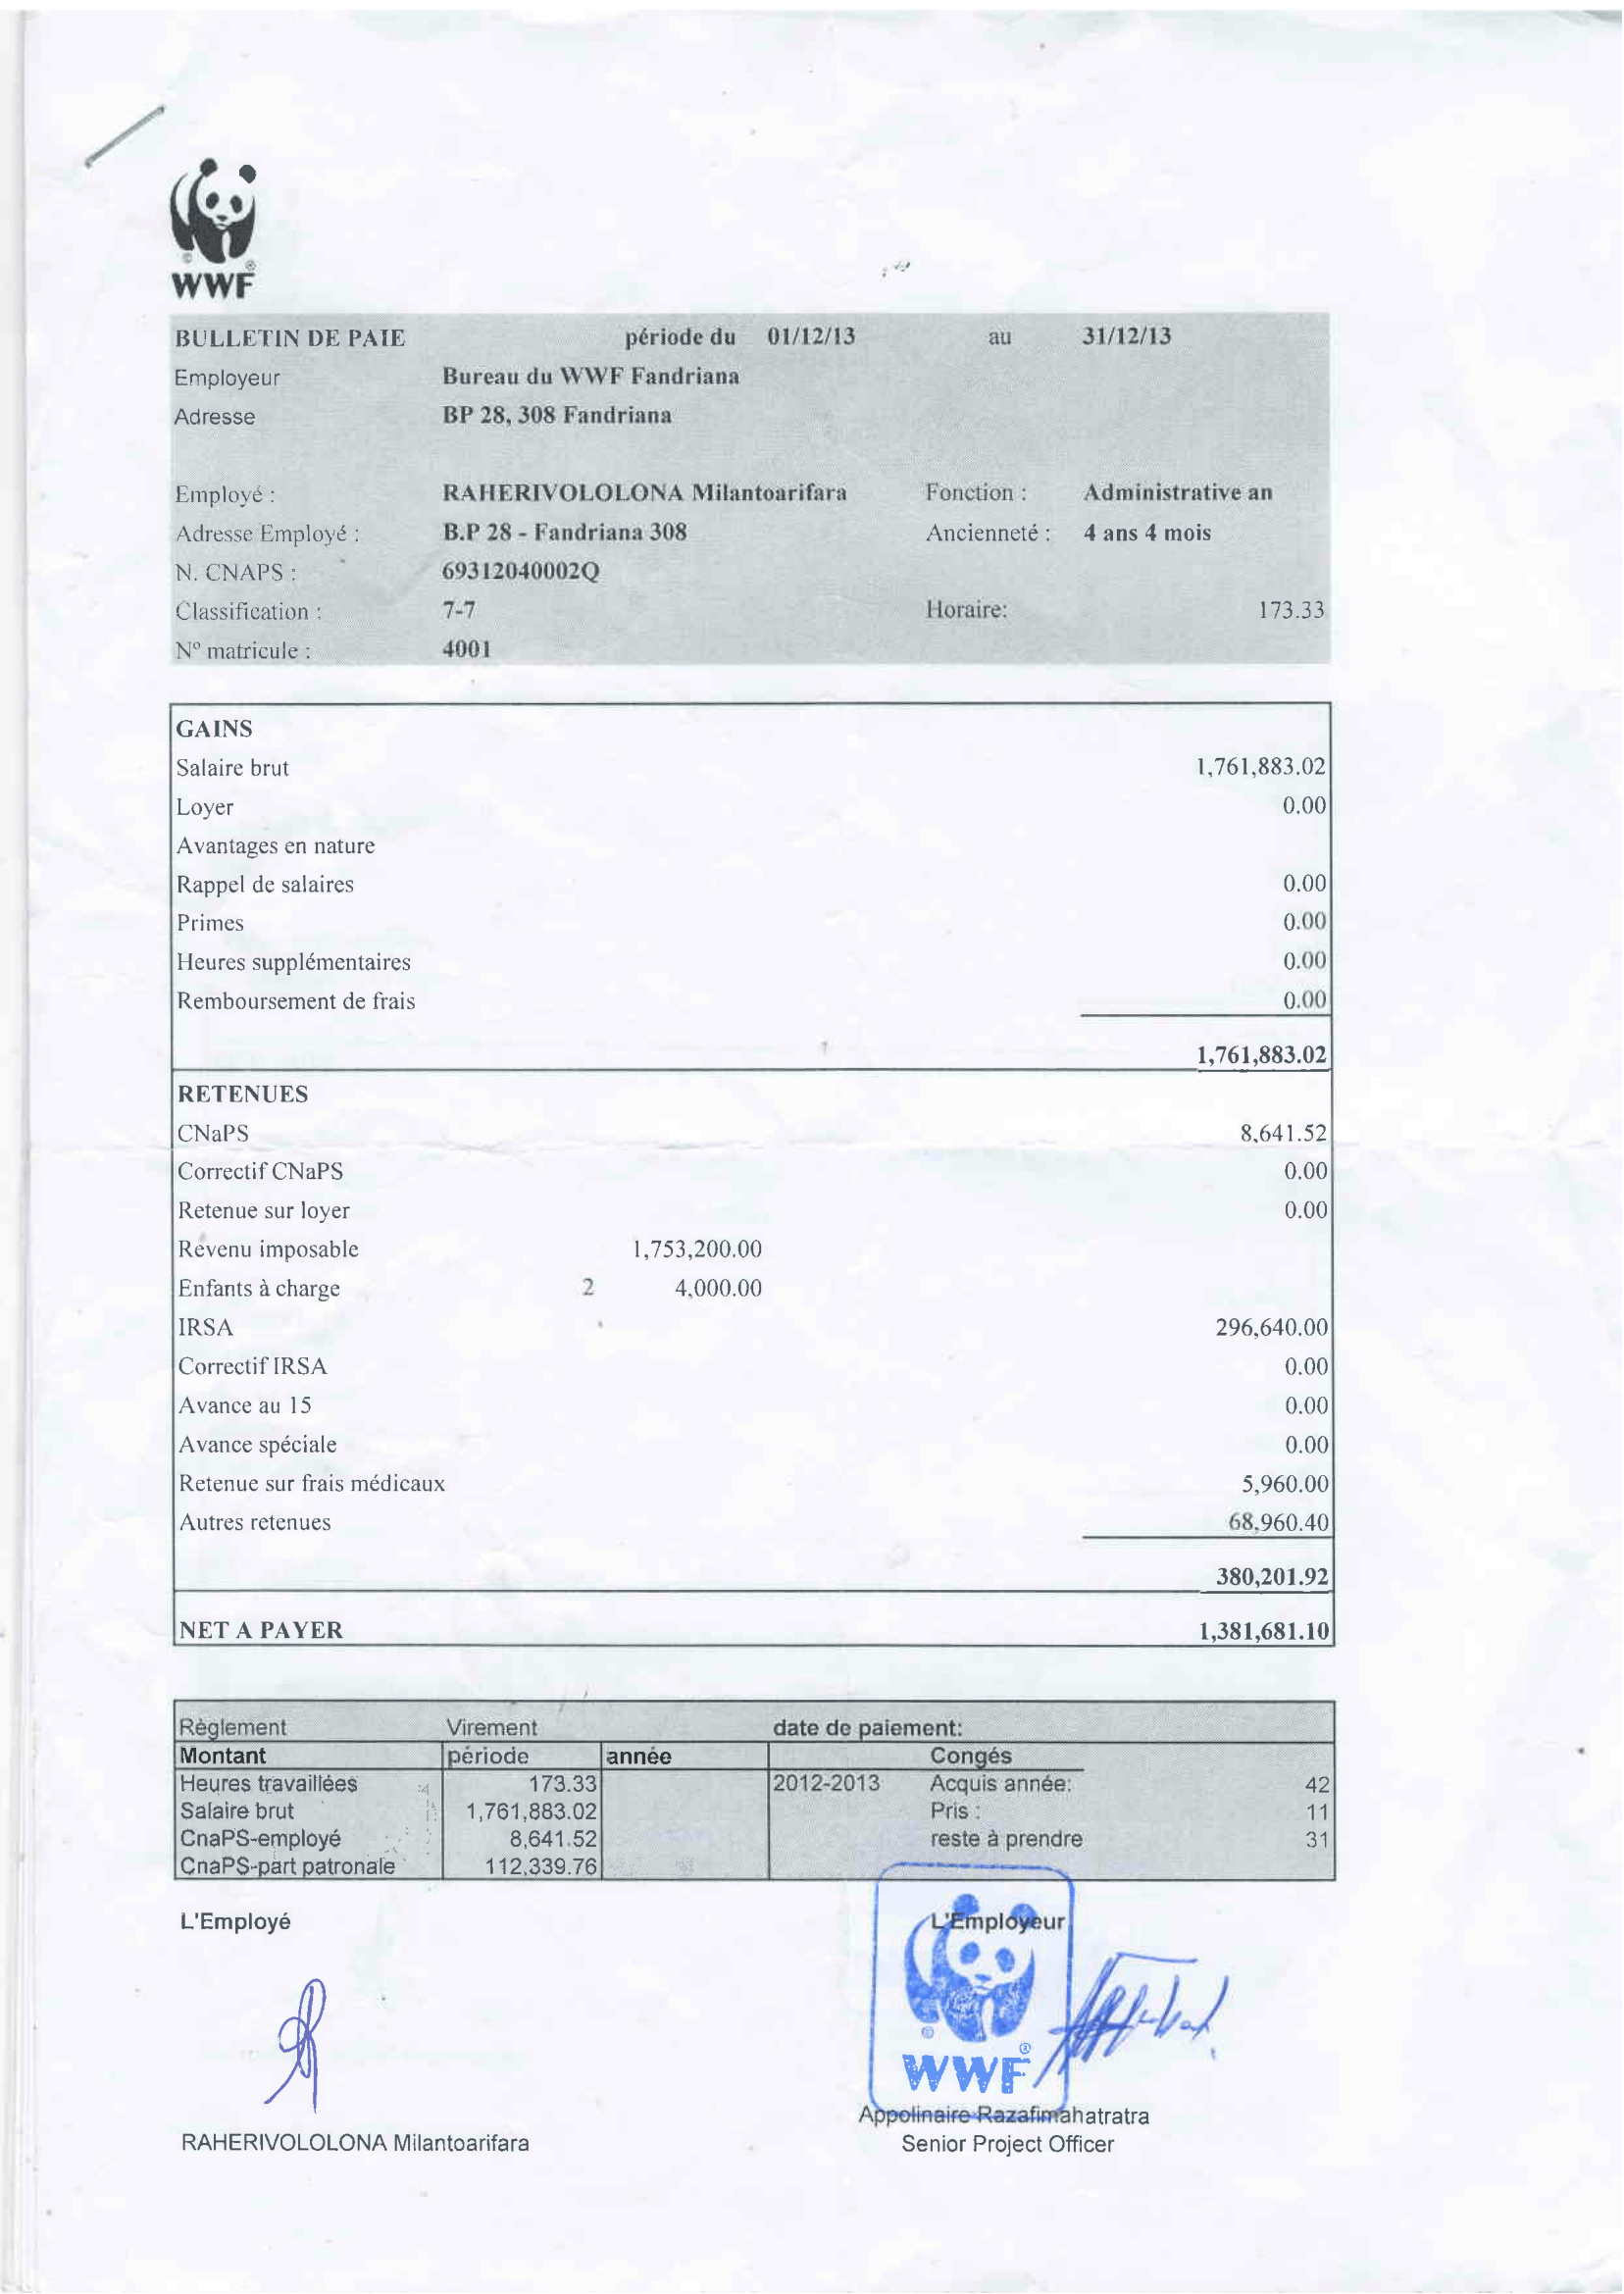 WWF
BULLETIN DE PAIE période du 01/12/13 au 31/12/13
Employeur Bureau du WWF Fandriana
Adresse BP 28, 308 Fandriana
Employé : RAHERIVOLOLONA Milantoarifara Fonction : Administrative an
Adresse Employé : B.P 28 - Fandriana 308 Ancienneté : 4 ans 4 mois
N. CNAPS : 69312040002Q
Classification : 7-7 Horaire: 173.33
Nº matricule : 4001
GAINS
Salaire brut 1,761,883.02
Loyer 0.00
Avantages en nature
Rappel de salaires 0.00
Primes 0.00
Heures supplémentaires 0.00
Remboursement de frais 0.00
1,761,883.02
RETENUES
CNaPS 8,641.52
Correctif CNaPS 0.00
Retenue sur loyer 0.00
Revenu imposable 1,753,200.00
Enfants à charge 2 4,000.00
IRSA 296,640.00
Correctif IRSA 0.00
Avance au 15 0.00
Avance spéciale 0.00
Retenue sur frais médicaux 5,960.00
Autres retenues 68,960.40
380,201.92
NET A PAYER 1,381,681.10
Règlement Virement date de paiement:
Montant période année Congés
Heures travaillées 173.33 2012-2013 Acquis année: 42
Salaire brut 1,761,883.02 Pris : 11
CnaPS-employé 8,641.52 reste à prendre 31
CnaPS-part patronale 112,339.76
L'Employé L'Employeur
WWF
Appolinaire Razafimahatratra
RAHERIVOLOLONA Milantoarifara Senior Project Officer